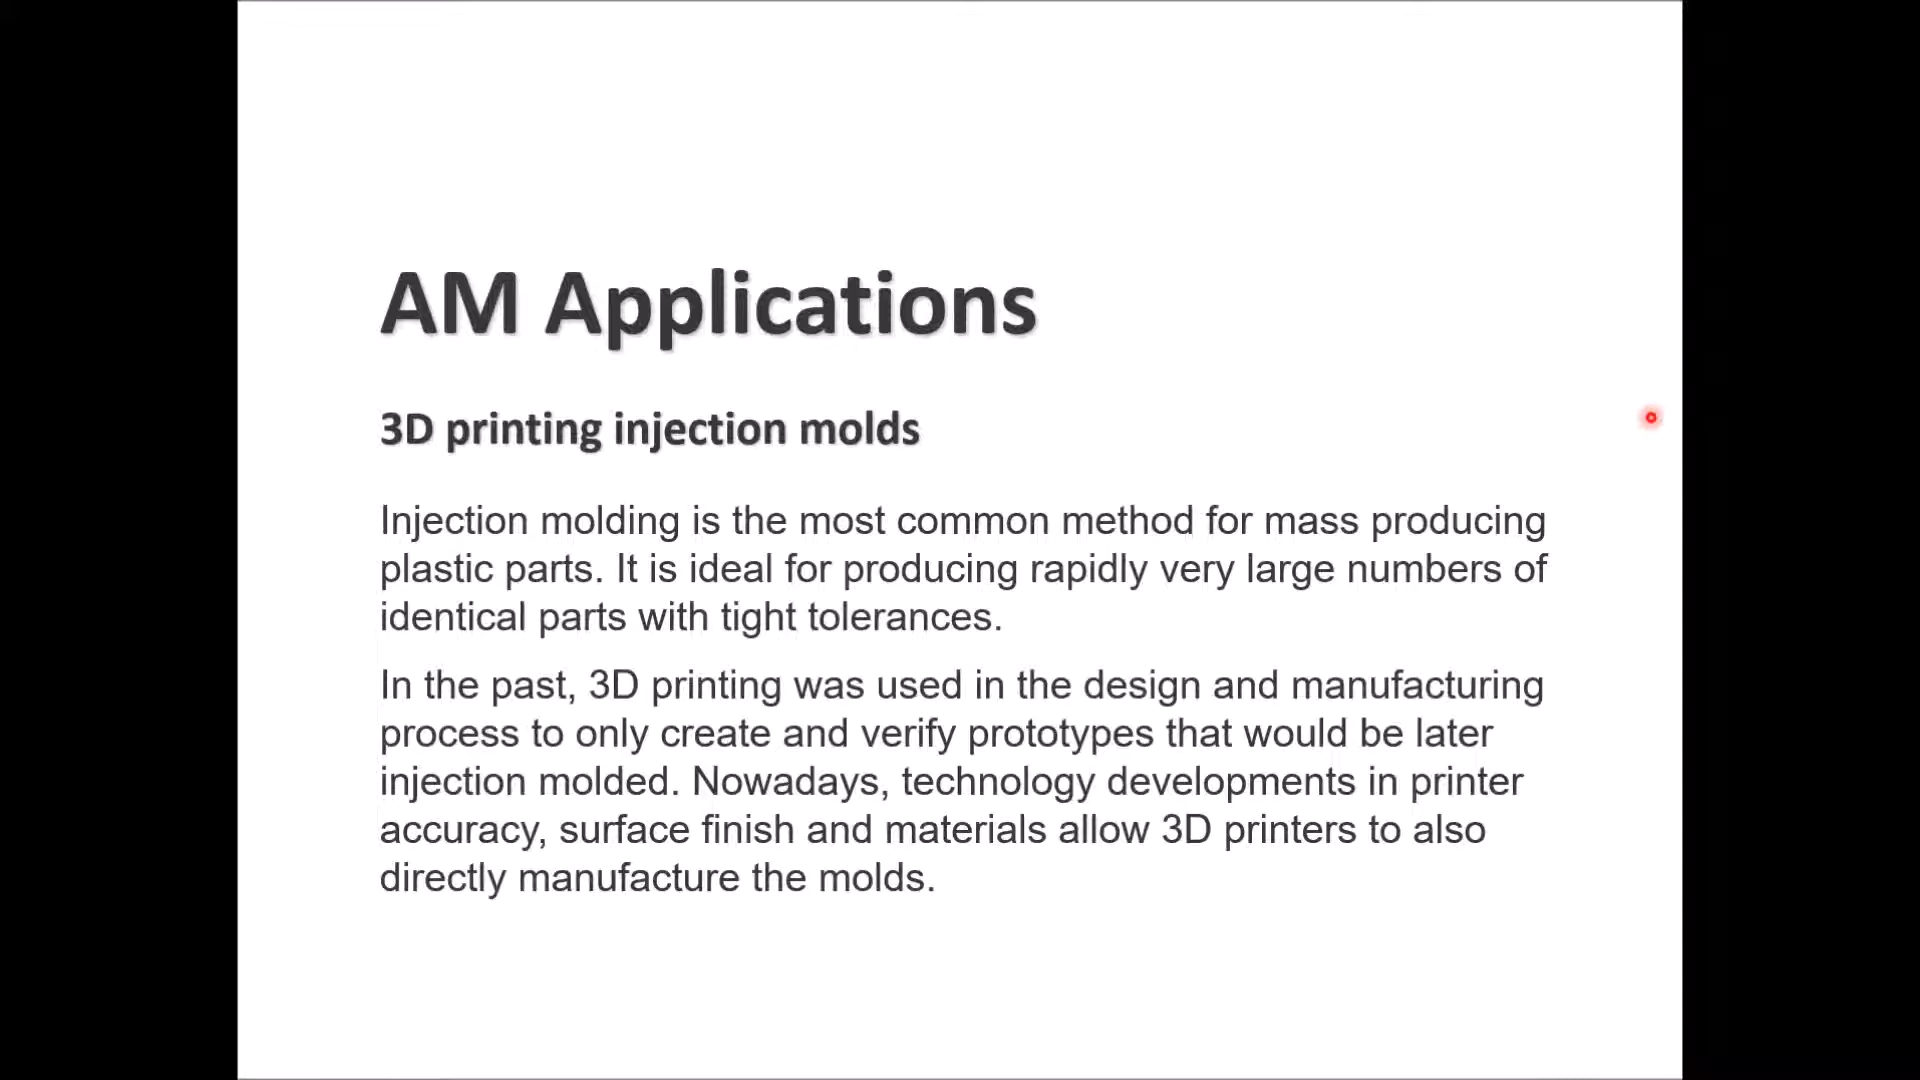 AM Applications
3D printing injection molds
Injection molding is the most common method for mass producing
plastic parts. It is ideal for producing rapidly very large numbers of
identical parts with tight tolerances.
In the past, 3D printing was used in the design and manufacturing
process to only create and verify prototypes that would be later
injection molded. Nowadays, technology developments in printer
accuracy, surface finish and materials allow 3D printers to also
directly manufacture the molds.